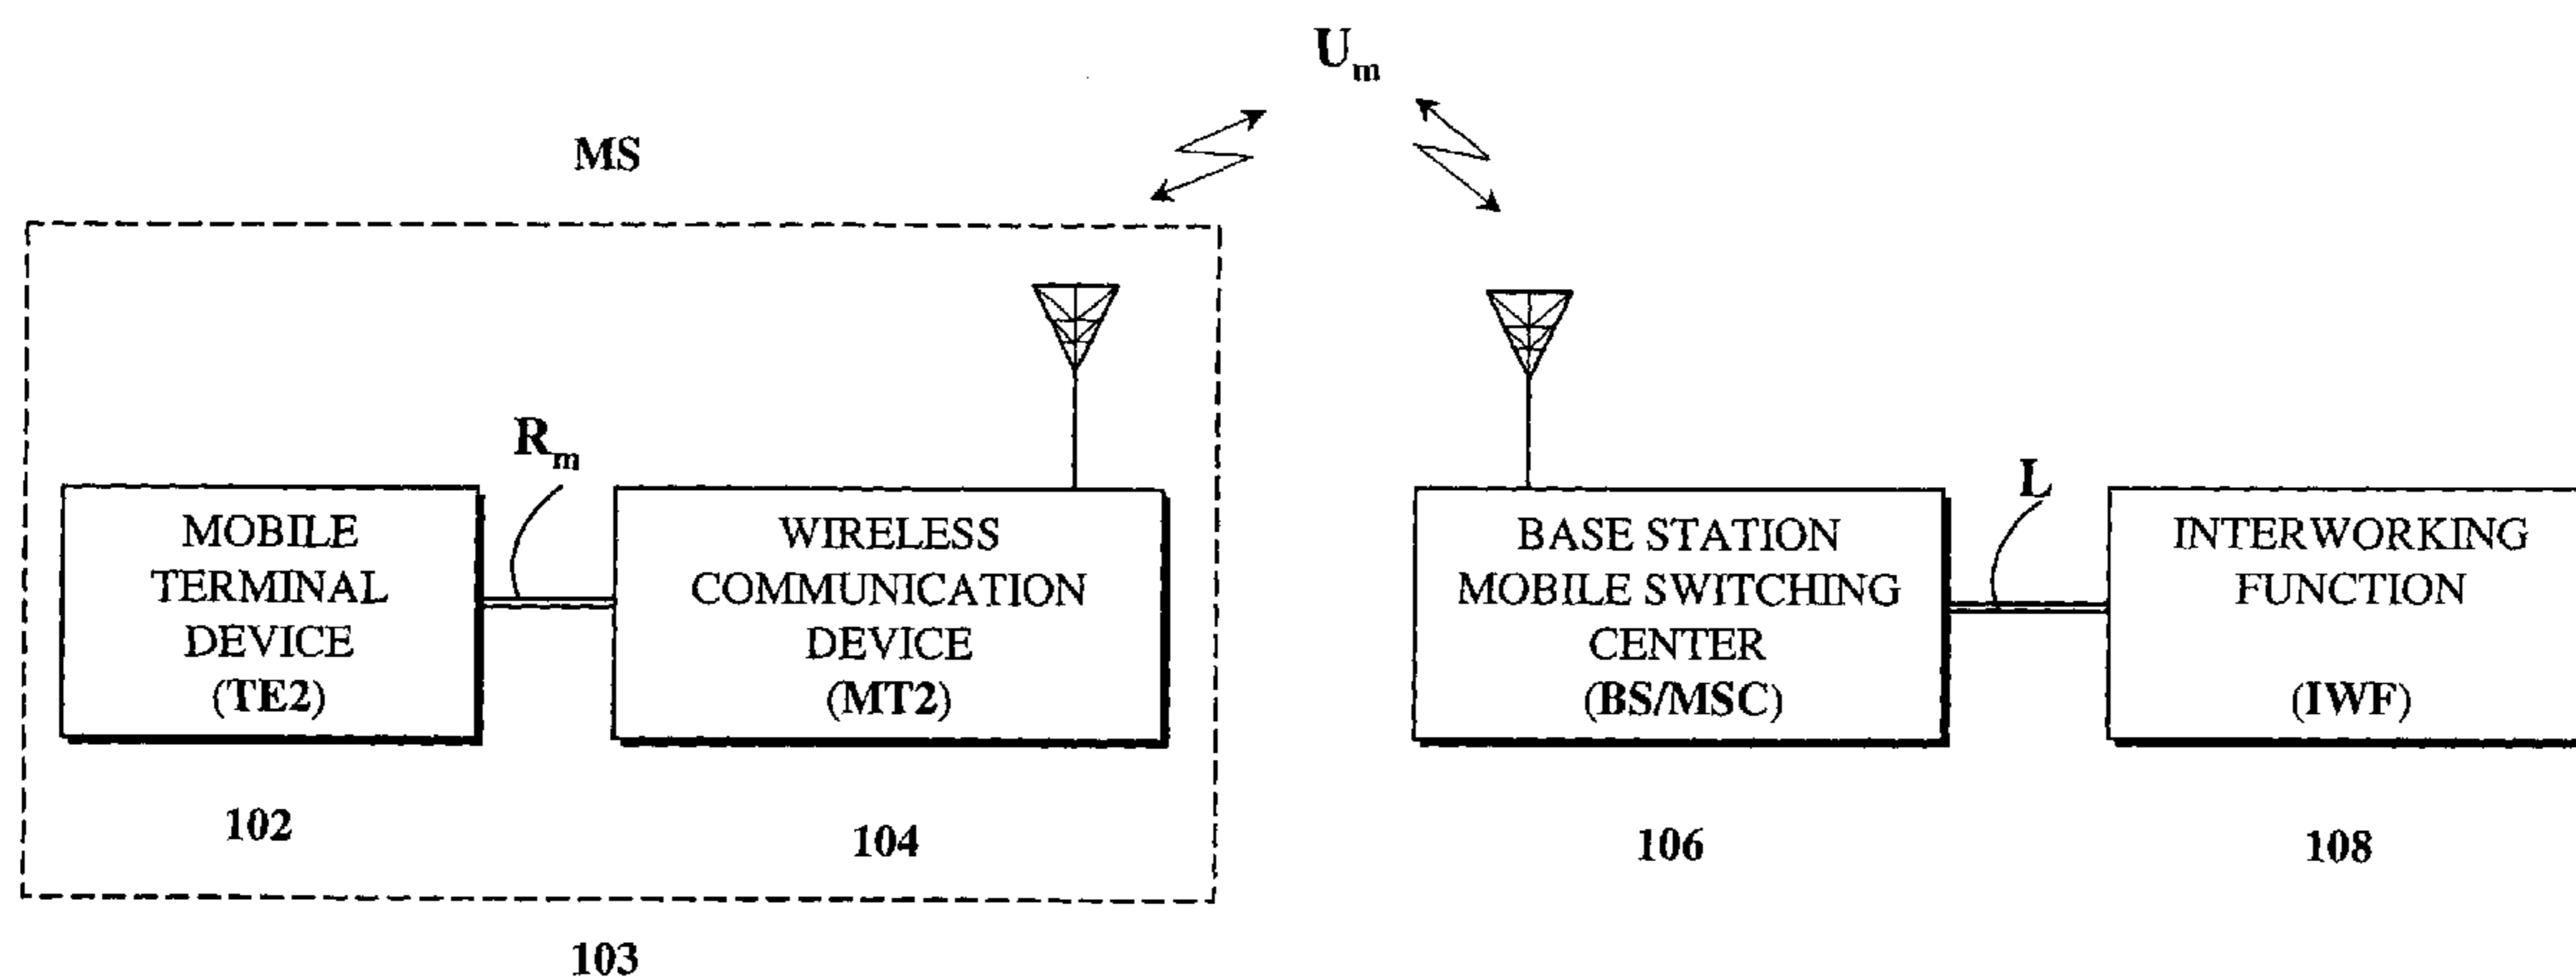 Um
MS
Rm
L
MOBILE
TERMINAL
DEVICE
(TE2)
WIRELESS
COMMUNICATION
DEVICE
(MT2)
BASE STATION
MOBILE SWITCHING
CENTER
(BS/MSC)
INTERWORKING
FUNCTION
(IWF)
102
104
106
108
103